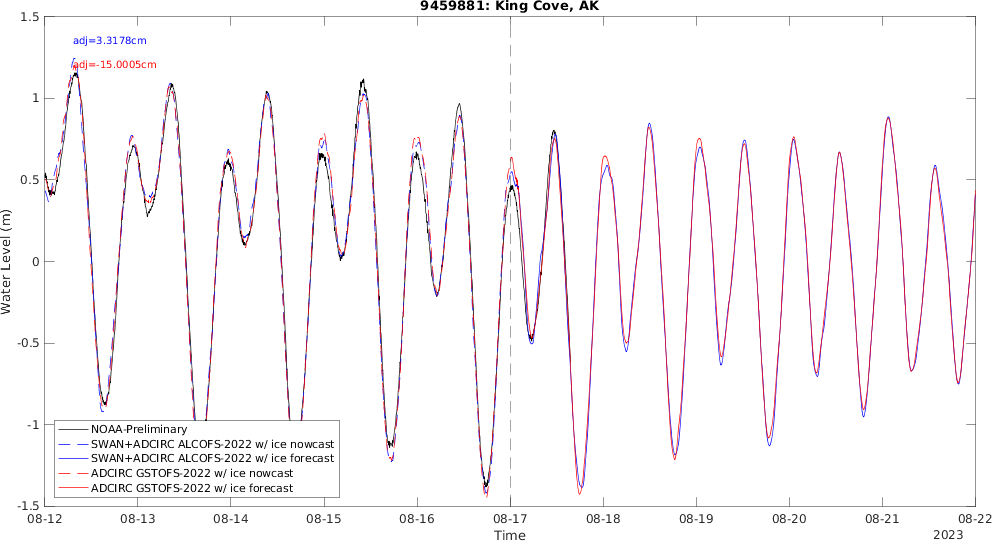 9459881: King Cove, AK
adj=3.3178cm
adj=-15.0005cm
Water Level (m)
1.5
1
0.5
0
-0.5
-1
-1.5
NOAA-Preliminary
SWAN+ADCIRC ALCOFS-2022 w/ ice nowcast
SWAN+ADCIRC ALCOFS-2022 w/ ice forecast
ADCIRC GSTOFS-2022 w/ ice nowcast
ADCIRC GSTOFS-2022 w/ ice forecast
08-12 08-13 08-14 08-15 08-16 08-17 08-18 08-19 08-20 08-21 08-22
Time
2023